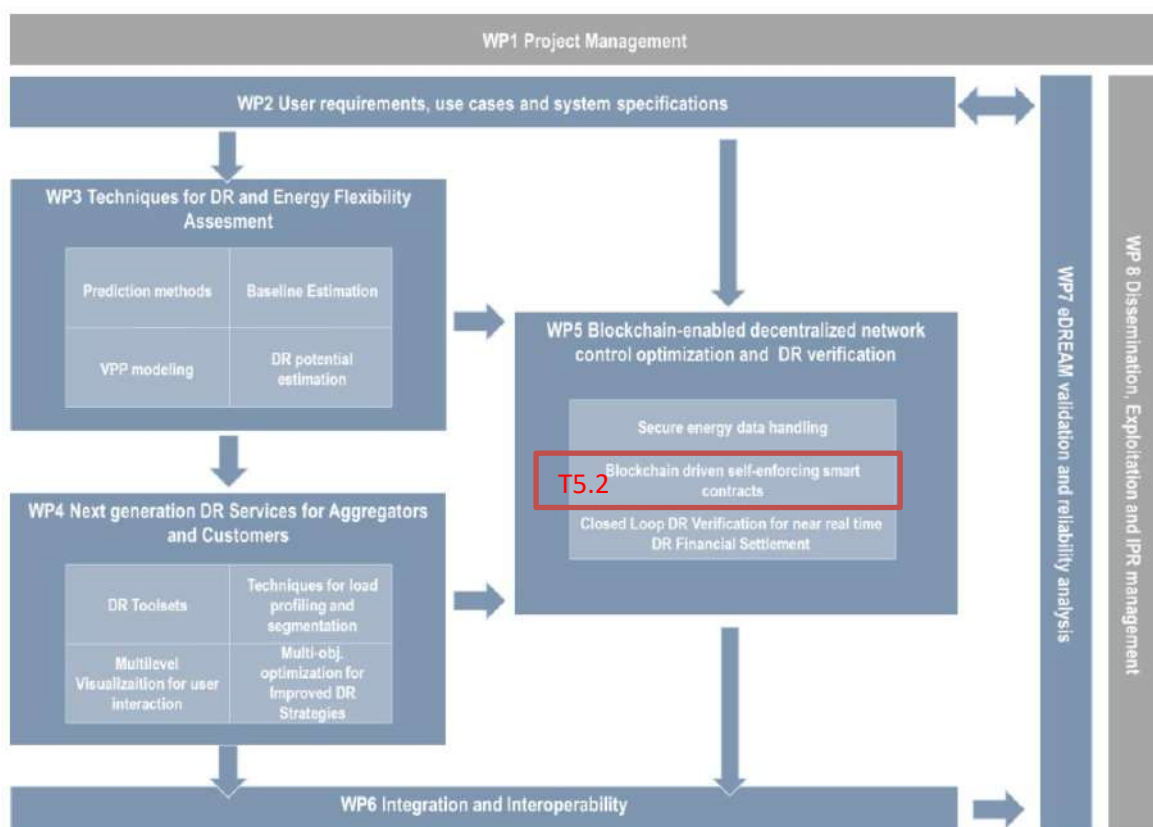 WP1 Project Management
WP2 User requirements, use cases and system specifications
WP3 Techniques for DR and Energy Flexibility
Assesment
Prediction methods
Baseline Estimation
VPP modeling
DR potential
estimation
WP4 Next generation DR Services for Aggregators
and Customers
DR Toolsets
Techniques for load
profiling and
segmentation
Multilevel
Visualizaition for user
interaction
Multi-obj.
optimization for
Improved DR
Strategies
WP5 Blockchain-enabled decentralized network
control optimization and DR verification
Secure energy data handling
T5.2
Blockchain driven self-enforcing smart
contracts
Closed Loop DR Verification for near real time
DR Financial Settlement
WP6 Integration and Interoperability
WP7 eDREAM validation and reliability analysis
WP 8 Dissemination, Exploitation and IPR management